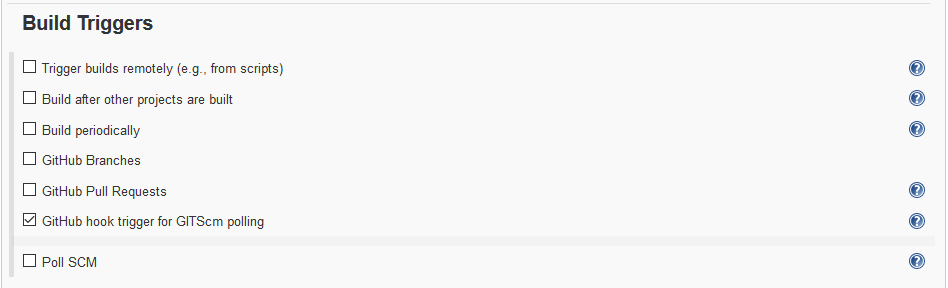 Build Triggers
Trigger builds remotely (e.g., from scripts)
?
Build after other projects are built
?
Build periodically
?
GitHub Branches
GitHub Pull Requests
?
GitHub hook trigger for GITScm polling
?
Poll SCM
?